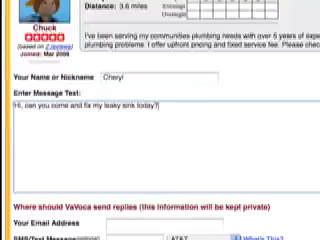 Chuck
(based on 2 reviews)
Joined: Mar 2009
Distance: 3.6 miles
Evenings
Overnight
I've been serving my communities plumbing needs with over 5 years of expe
plumbing problems. I offer upfront pricing and fixed service fee. Please chec
Your Name or Nickname
Cheryl
Enter Message Text:
Hi, can you come and fix my leaky sink today?
Where should VaVoca send replies (this information will be kept private)
Your Email Address
SMS/Text Message(optional)
AT&T
What's This?